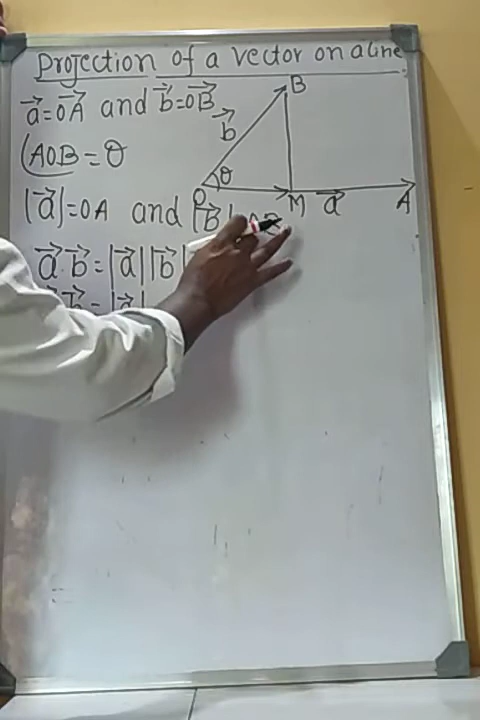 Projection of a vector on a line
a⃗=OA⃗ and b⃗=OB⃗
∠AOB = θ
|a⃗|=OA and |B⃗|
a⃗ b⃗ = |a⃗| |b⃗|
B
b⃗
θ
O
M a⃗ A